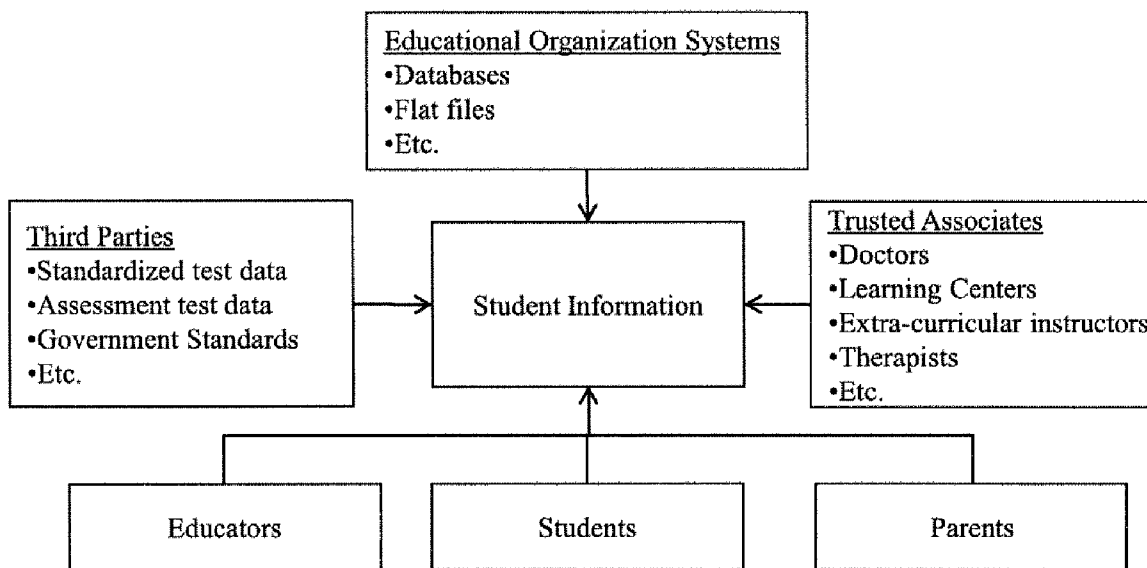 Educational Organization Systems
•Databases
•Flat files
•Etc.
Third Parties
•Standardized test data
•Assessment test data
•Government Standards
•Etc.
Student Information
Trusted Associates
•Doctors
•Learning Centers
•Extra-curricular instructors
•Therapists
•Etc.
Educators
Students
Parents